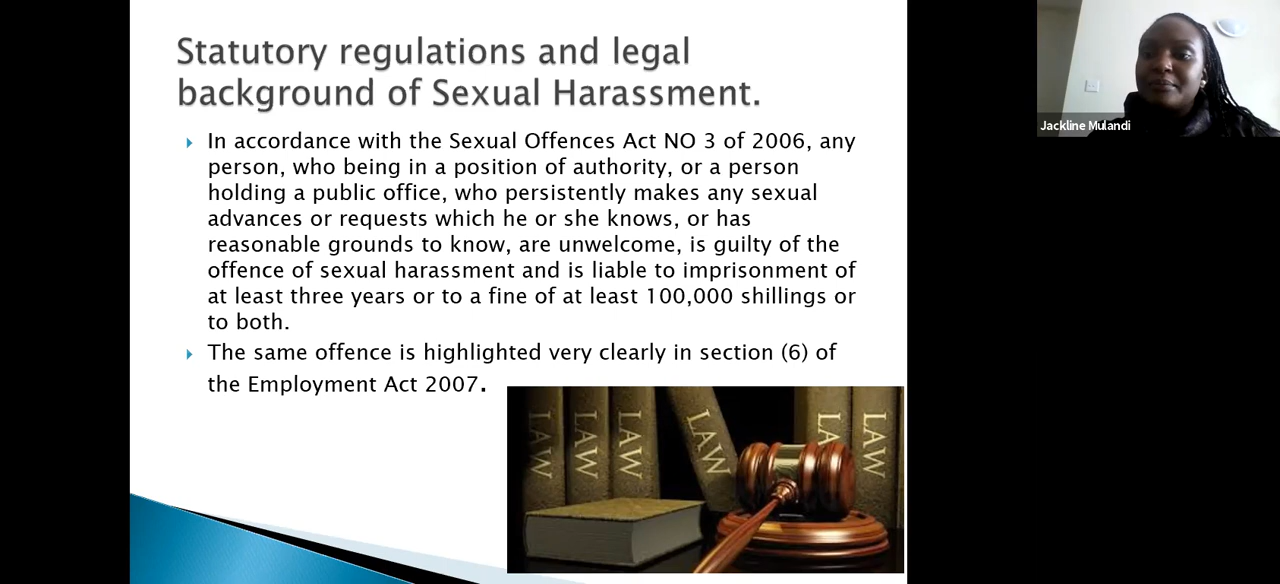 Statutory regulations and legal
background of Sexual Harassment.
In accordance with the Sexual Offences Act NO 3 of 2006, any
person, who being in a position of authority, or a person
holding a public office, who persistently makes any sexual
advances or requests which he or she knows, or has
reasonable grounds to know, are unwelcome, is guilty of the
offence of sexual harassment and is liable to imprisonment of
at least three years or to a fine of at least 100,000 shillings or
to both.
The same offence is highlighted very clearly in section (6) of
the Employment Act 2007.
LAW
LAW
LAW
LAW
LAW
LAW
Jackline Mulandi